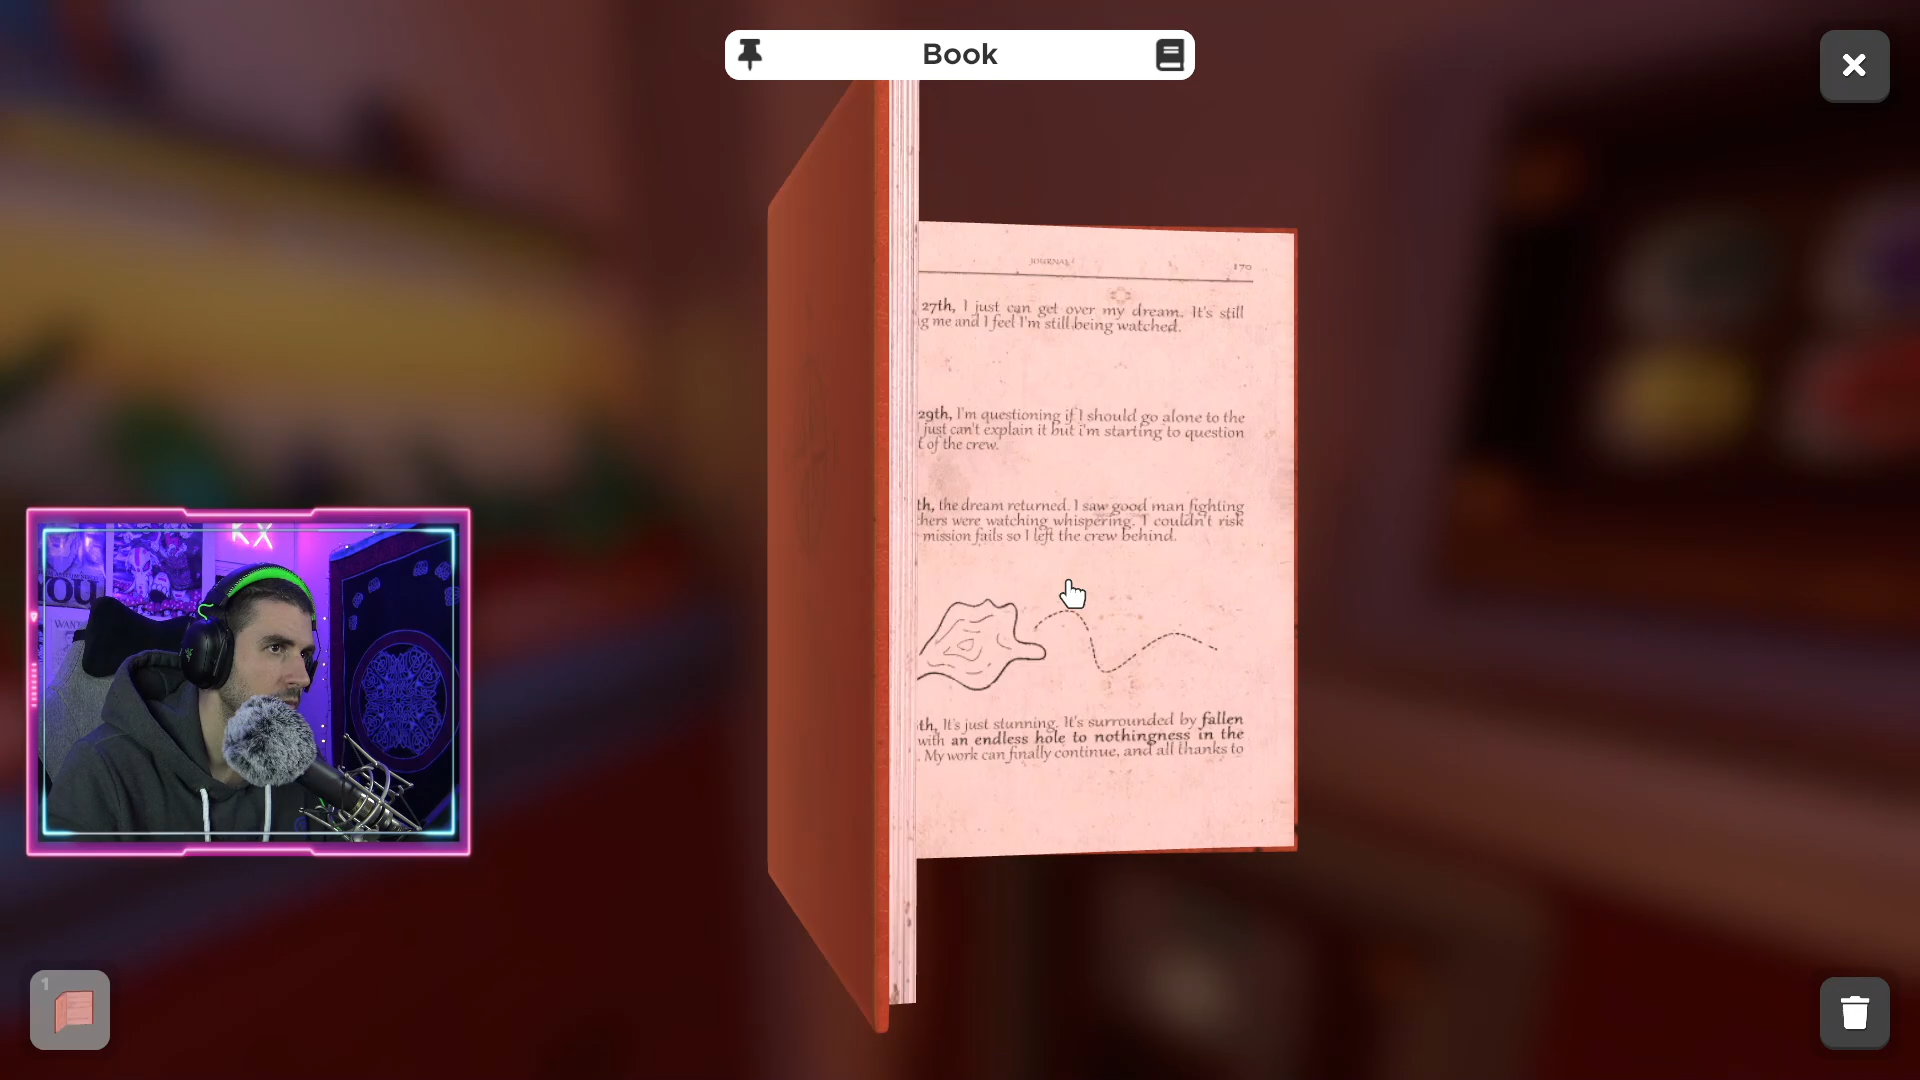 Book
JOURNAL
170
27th, I just can get over my dream. It's still
g me and I feel I'm still being watched.
29th, I'm questioning if I should go alone to the
just can't explain it but i'm starting to question
t of the crew.
th, the dream returned. I saw good man fighting
hers were watching whispering. I couldn't risk
mission fails so I left the crew behind.
th, It's just stunning. It's surrounded by fallen
with an endless hole to nothingness in the
. My work can finally continue, and all thanks to
KX
OU
WANT
1